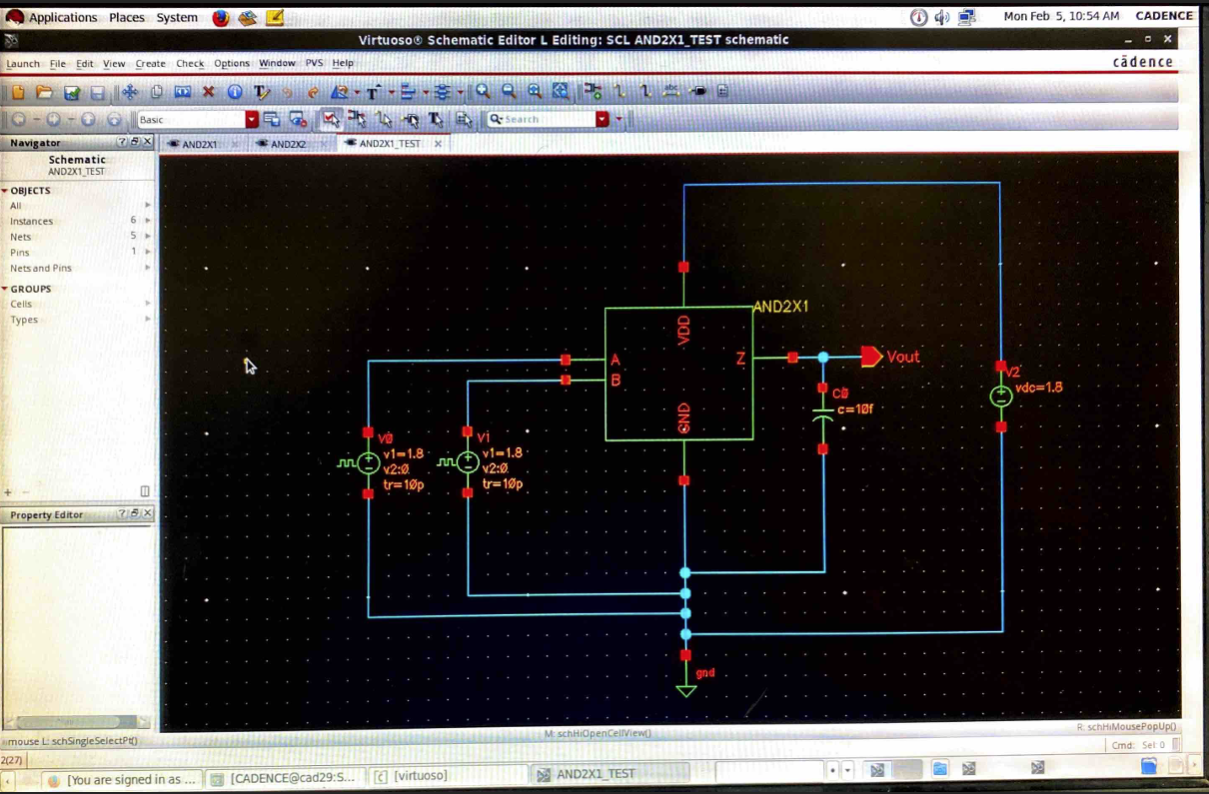 Applications Places System
Mon Feb 5, 10:54 AM CADENCE
Virtuoso® Schematic Editor L Editing: SCL AND2X1_TEST schematic
Launch File Edit View Create Check Options Window PVS Help
cādence
Basic
Search
Navigator
AND2X1
AND2X2
AND2X1_TEST
Schematic
AND2X1_TEST
OBJECTS
All
Instances 6
Nets 5
Pins 1
Nets and Pins
GROUPS
Cells
Types
Property Editor
AND2X1
VDD
A
B
Z
GND
Vout
C0
c=10f
V2
vdc=1.8
V0
v1=1.8
v2:0
tr=10p
V1
v1=1.8
v2:0
tr=10p
gnd
mouse L: schSingleSelectPt()
M: schHiOpenCellView()
R: schHiMousePopUp()
2(27)
Cmd: Sel: 0
[You are signed in as ...
[CADENCE@cad29:S...
[virtuoso]
AND2X1_TEST